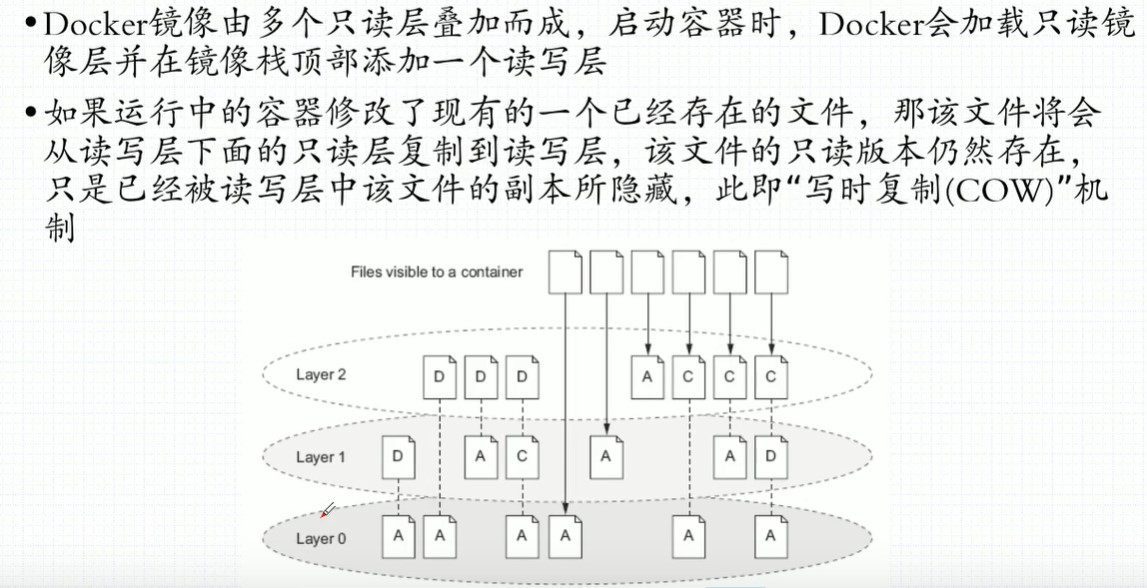 •Docker镜像由多个只读层叠加而成，启动容器时，Docker会加载只读镜
像层并在镜像栈顶部添加一个读写层
•如果运行中的容器修改了现有的一个已经存在的文件，那该文件将会
从读写层下面的只读层复制到读写层，该文件的只读版本仍然存在，
只是已经被读写层中该文件的副本所隐藏，此即“写时复制(COW)”机
制
Files visible to a container
Layer 2 D D D A C C C
Layer 1 D A C A A D
Layer 0 A A A A A A